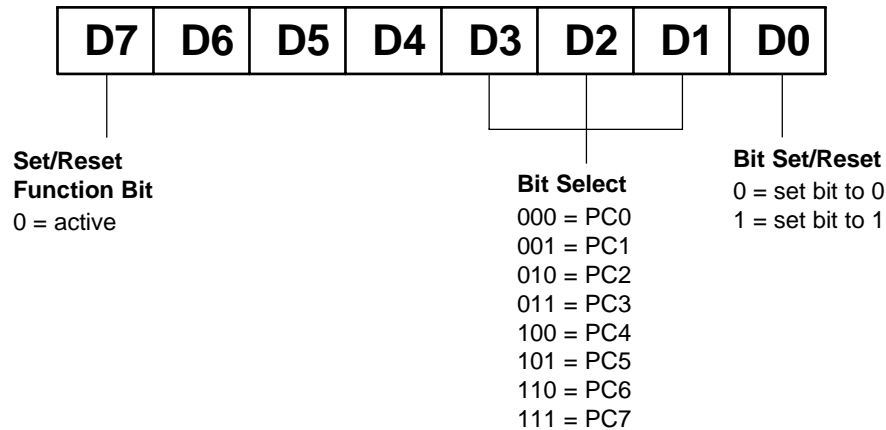 D7 D6 D5 D4 D3 D2 D1 D0
Set/Reset
Function Bit
0 = active
Bit Select
000 = PC0
001 = PC1
010 = PC2
011 = PC3
100 = PC4
101 = PC5
110 = PC6
111 = PC7
Bit Set/Reset
0 = set bit to 0
1 = set bit to 1